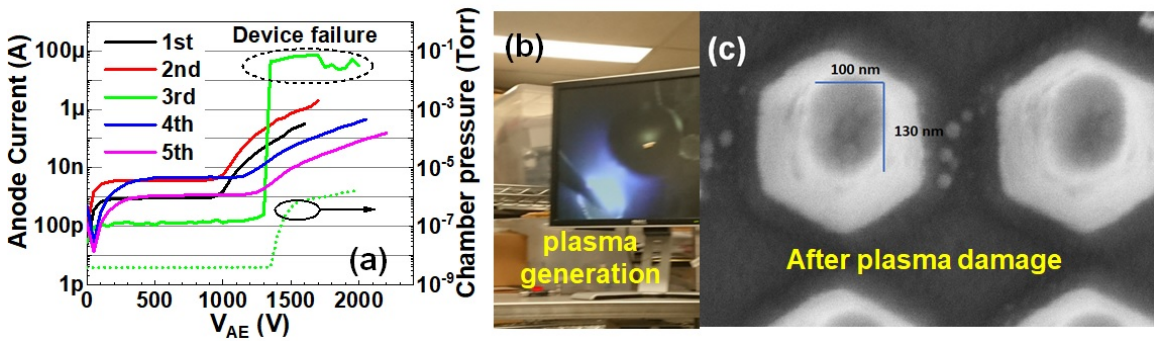 (a)
Device failure
1st
2nd
3rd
4th
5th
Anode Current (A)
100μ
1μ
10n
100p
1p
Chamber pressure (Torr)
10⁻¹
10⁻³
10⁻⁵
10⁻⁷
10⁻⁹
0
500
1000
1500
2000
V_AE (V)
(a)
(b)
plasma
generation
(c)
100 nm
130 nm
After plasma damage